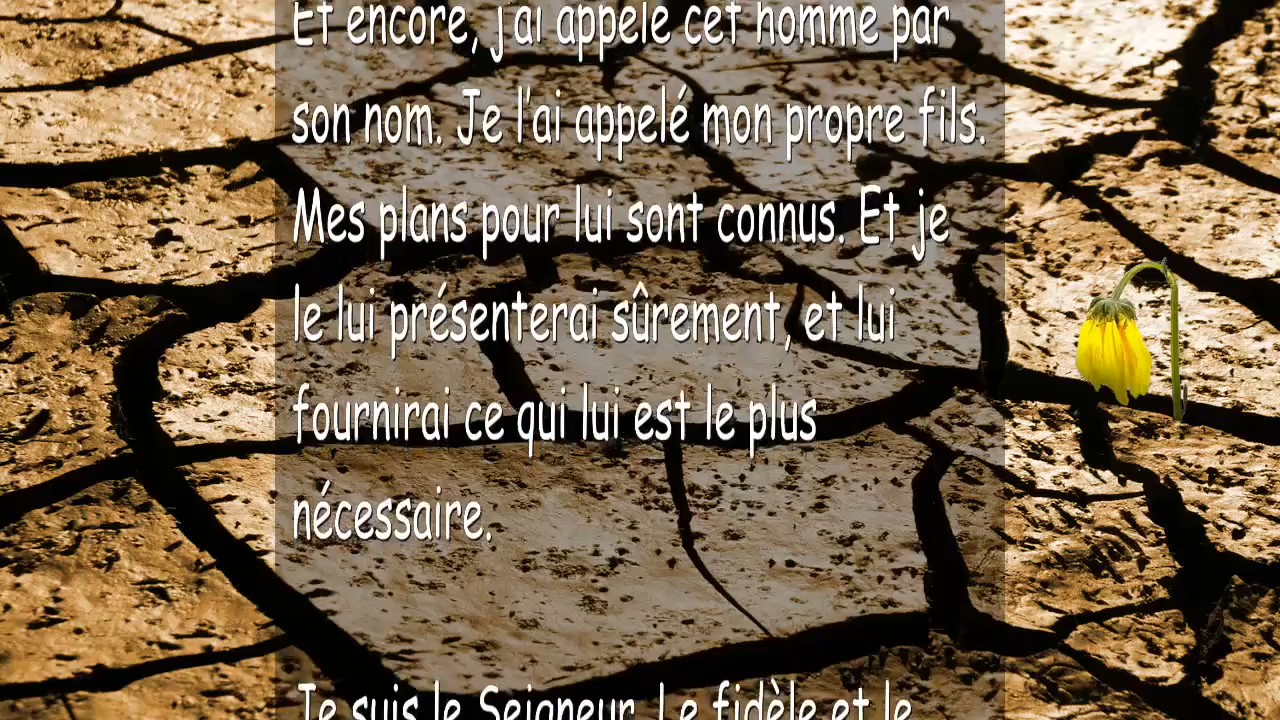 Et encore, j'ai appelé cet homme par
son nom. Je l'ai appelé mon propre fils.
Mes plans pour lui sont connus. Et je
le lui présenterai sûrement, et lui
fournirai ce qui lui est le plus
nécessaire.
Je suis le Seigneur. Le fidèle et le